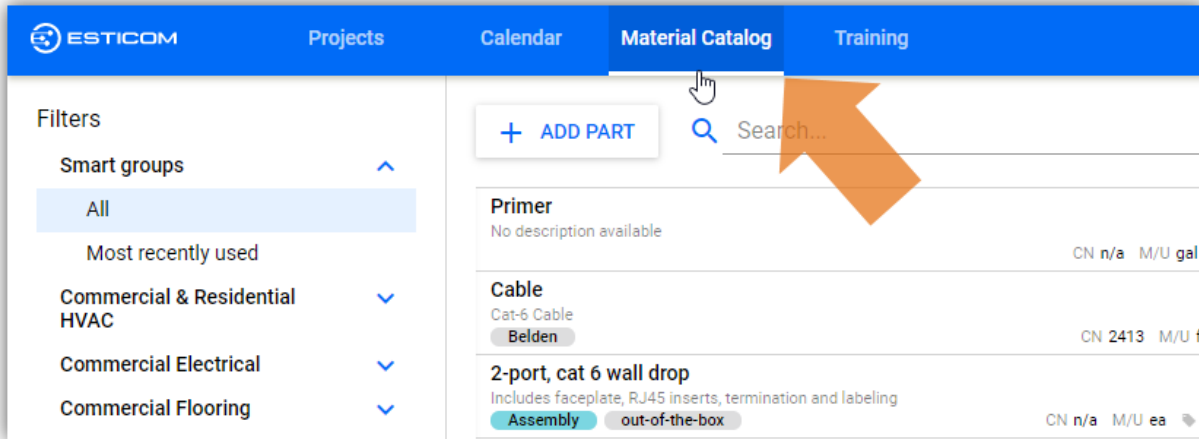 ESTICOM Projects Calendar Material Catalog Training
Filters
Smart groups
All
Most recently used
Commercial & Residential
HVAC
Commercial Electrical
Commercial Flooring
+ ADD PART
Search...
Primer
No description available
CN n/a M/U gal
Cable
Cat-6 Cable
Belden
CN 2413 M/U
2-port, cat 6 wall drop
Includes faceplate, RJ45 inserts, termination and labeling
Assembly out-of-the-box
CN n/a M/U ea